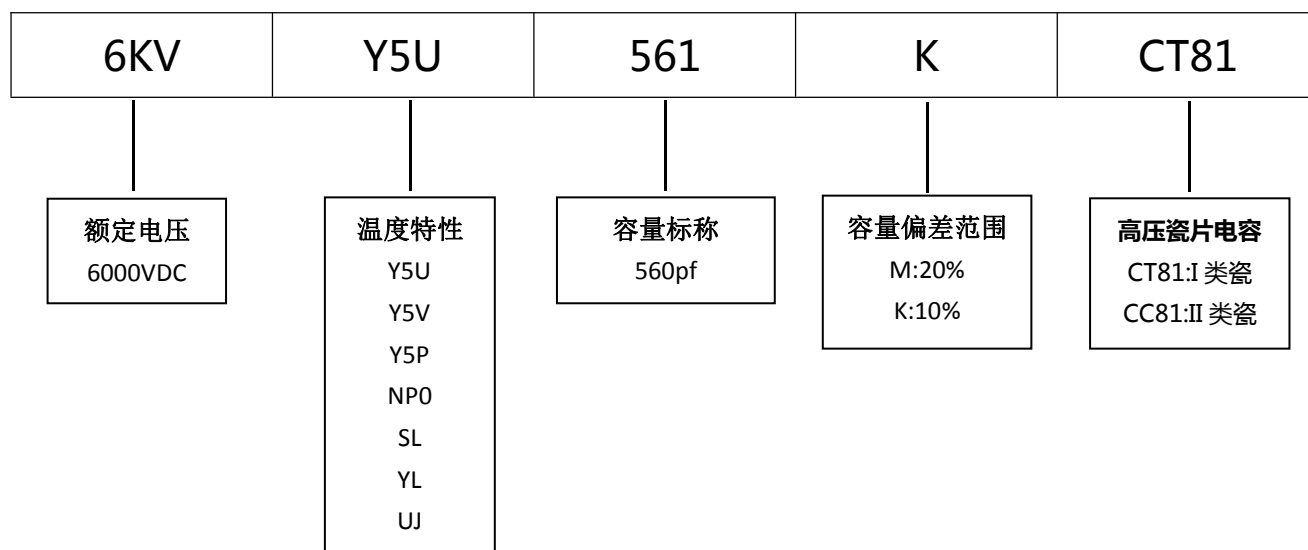 6KV Y5U 561 K CT81
额定电压
6000VDC
温度特性
Y5U
Y5V
Y5P
NP0
SL
YL
UJ
容量标称
560pf
容量偏差范围
M:20%
K:10%
高压瓷片电容
CT81:I 类瓷
CC81:II 类瓷